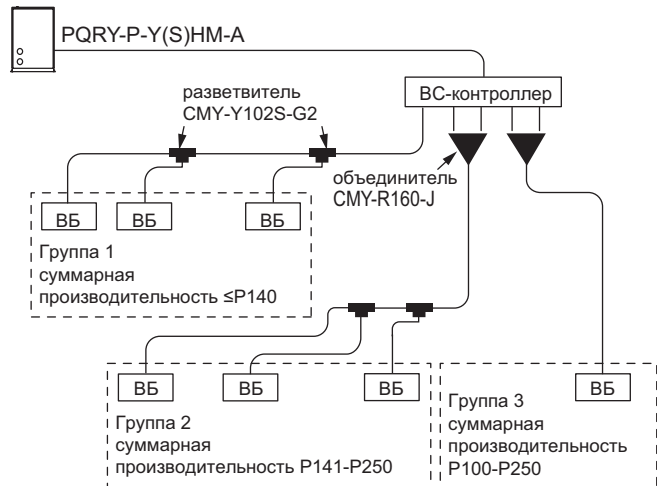 PQRY-P-Y(S)HM-A
разветвитель
CMY-Y102S-G2
ВС-контроллер
объединитель
CMY-R160-J
ВБ
ВБ
ВБ
Группа 1
суммарная
производительность ≤P140
ВБ
ВБ
ВБ
Группа 2
суммарная
производительность P141-P250
ВБ
Группа 3
суммарная
производительность
P100-P250